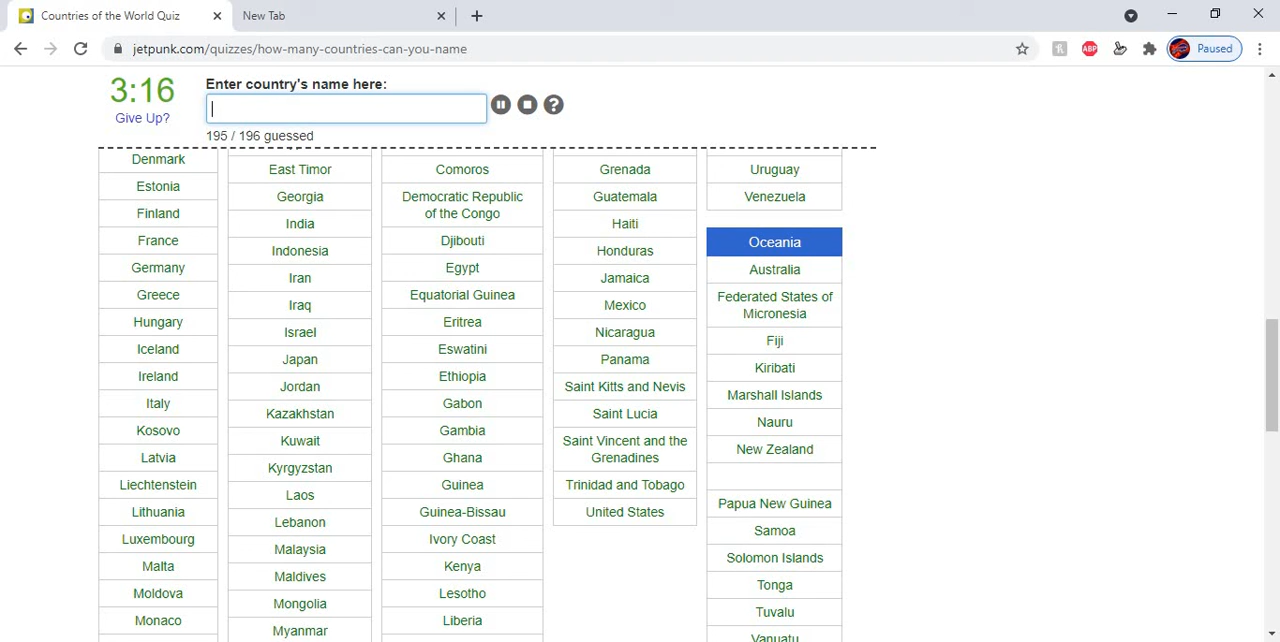 Countries of the World Quiz
New Tab
jetpunk.com/quizzes/how-many-countries-can-you-name
ABP
Paused
3:16
Give Up?
Enter country's name here:
195 / 196 guessed
Denmark
Estonia
Finland
France
Germany
Greece
Hungary
Iceland
Ireland
Italy
Kosovo
Latvia
Liechtenstein
Lithuania
Luxembourg
Malta
Moldova
Monaco
East Timor
Georgia
India
Indonesia
Iran
Iraq
Israel
Japan
Jordan
Kazakhstan
Kuwait
Kyrgyzstan
Laos
Lebanon
Malaysia
Maldives
Mongolia
Myanmar
Comoros
Democratic Republic
of the Congo
Djibouti
Egypt
Equatorial Guinea
Eritrea
Eswatini
Ethiopia
Gabon
Gambia
Ghana
Guinea
Guinea-Bissau
Ivory Coast
Kenya
Lesotho
Liberia
Grenada
Guatemala
Haiti
Honduras
Jamaica
Mexico
Nicaragua
Panama
Saint Kitts and Nevis
Saint Lucia
Saint Vincent and the
Grenadines
Trinidad and Tobago
United States
Uruguay
Venezuela
Oceania
Australia
Federated States of
Micronesia
Fiji
Kiribati
Marshall Islands
Nauru
New Zealand
Papua New Guinea
Samoa
Solomon Islands
Tonga
Tuvalu
Vanuatu